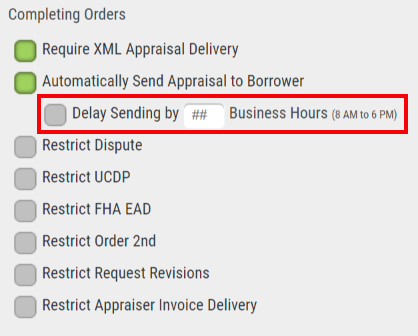 Completing Orders
Require XML Appraisal Delivery
Automatically Send Appraisal to Borrower
Delay Sending by ## Business Hours (8 AM to 6 PM)
Restrict Dispute
Restrict UCDP
Restrict FHA EAD
Restrict Order 2nd
Restrict Request Revisions
Restrict Appraiser Invoice Delivery